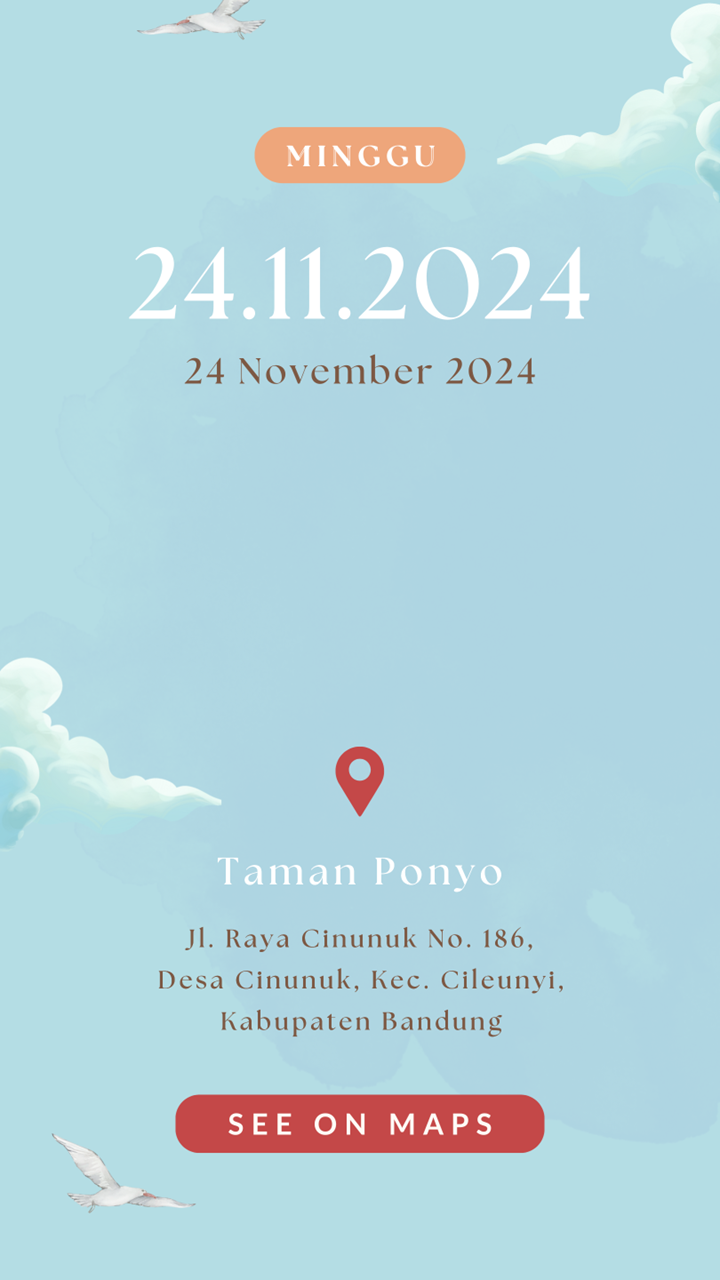 MINGGU
24.11.2024
24 November 2024
Taman Ponyo
Jl. Raya Cinunuk No. 186,
Desa Cinunuk, Kec. Cileunyi,
Kabupaten Bandung
SEE ON MAPS